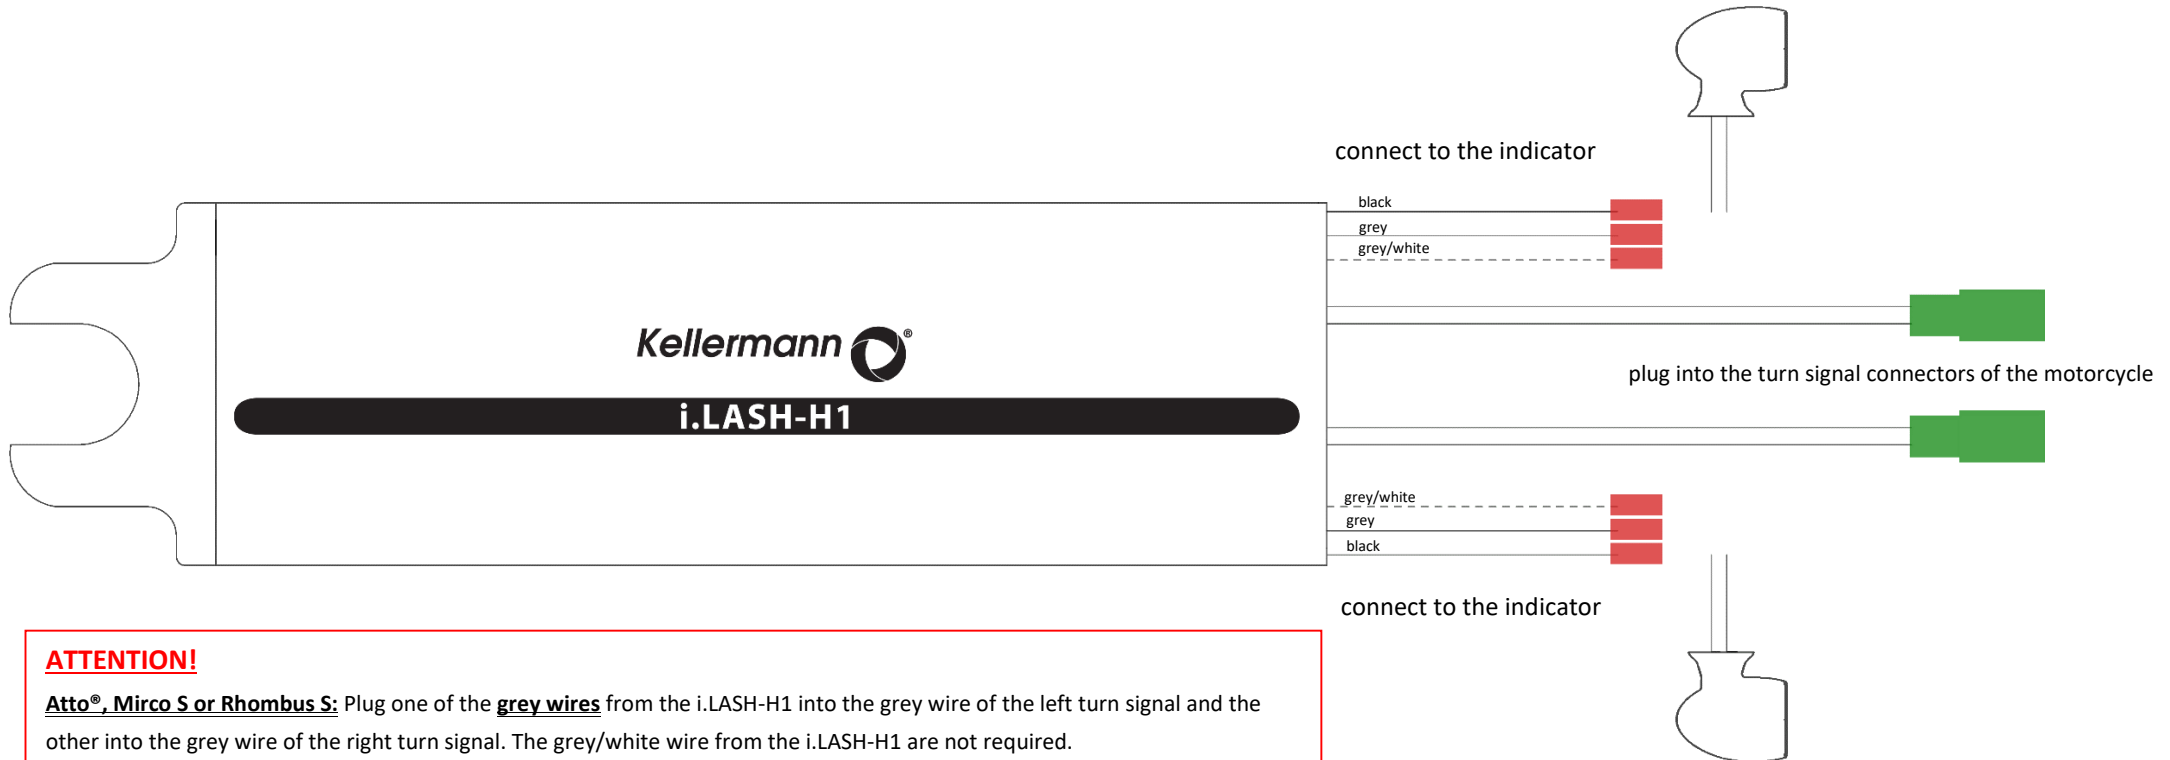 connect to the indicator
black
grey
grey/white
Kellermann®
plug into the turn signal connectors of the motorcycle
i.LASH-H1
grey/white
grey
black
connect to the indicator
ATTENTION!
Atto®, Mirco S or Rhombus S: Plug one of the grey wires from the i.LASH-H1 into the grey wire of the left turn signal and the
other into the grey wire of the right turn signal. The grey/white wire from the i.LASH-H1 are not required.